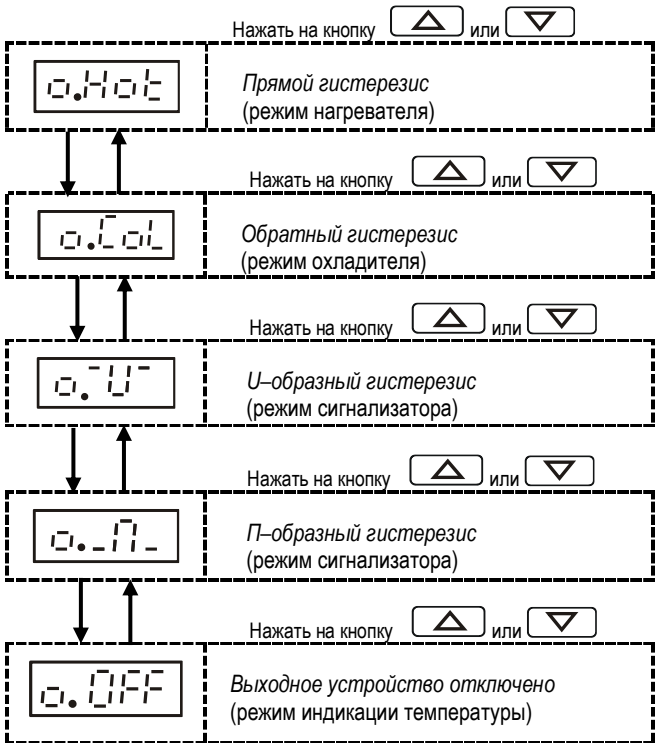 Нажать на кнопку △ или ▽
o.Hot
Прямой гистерезис
(режим нагревателя)
Нажать на кнопку △ или ▽
o.CoL
Обратный гистерезис
(режим охладителя)
Нажать на кнопку △ или ▽
o.¯U¯
U–образный гистерезис
(режим сигнализатора)
Нажать на кнопку △ или ▽
o._П_
П–образный гистерезис
(режим сигнализатора)
Нажать на кнопку △ или ▽
o.OFF
Выходное устройство отключено
(режим индикации температуры)